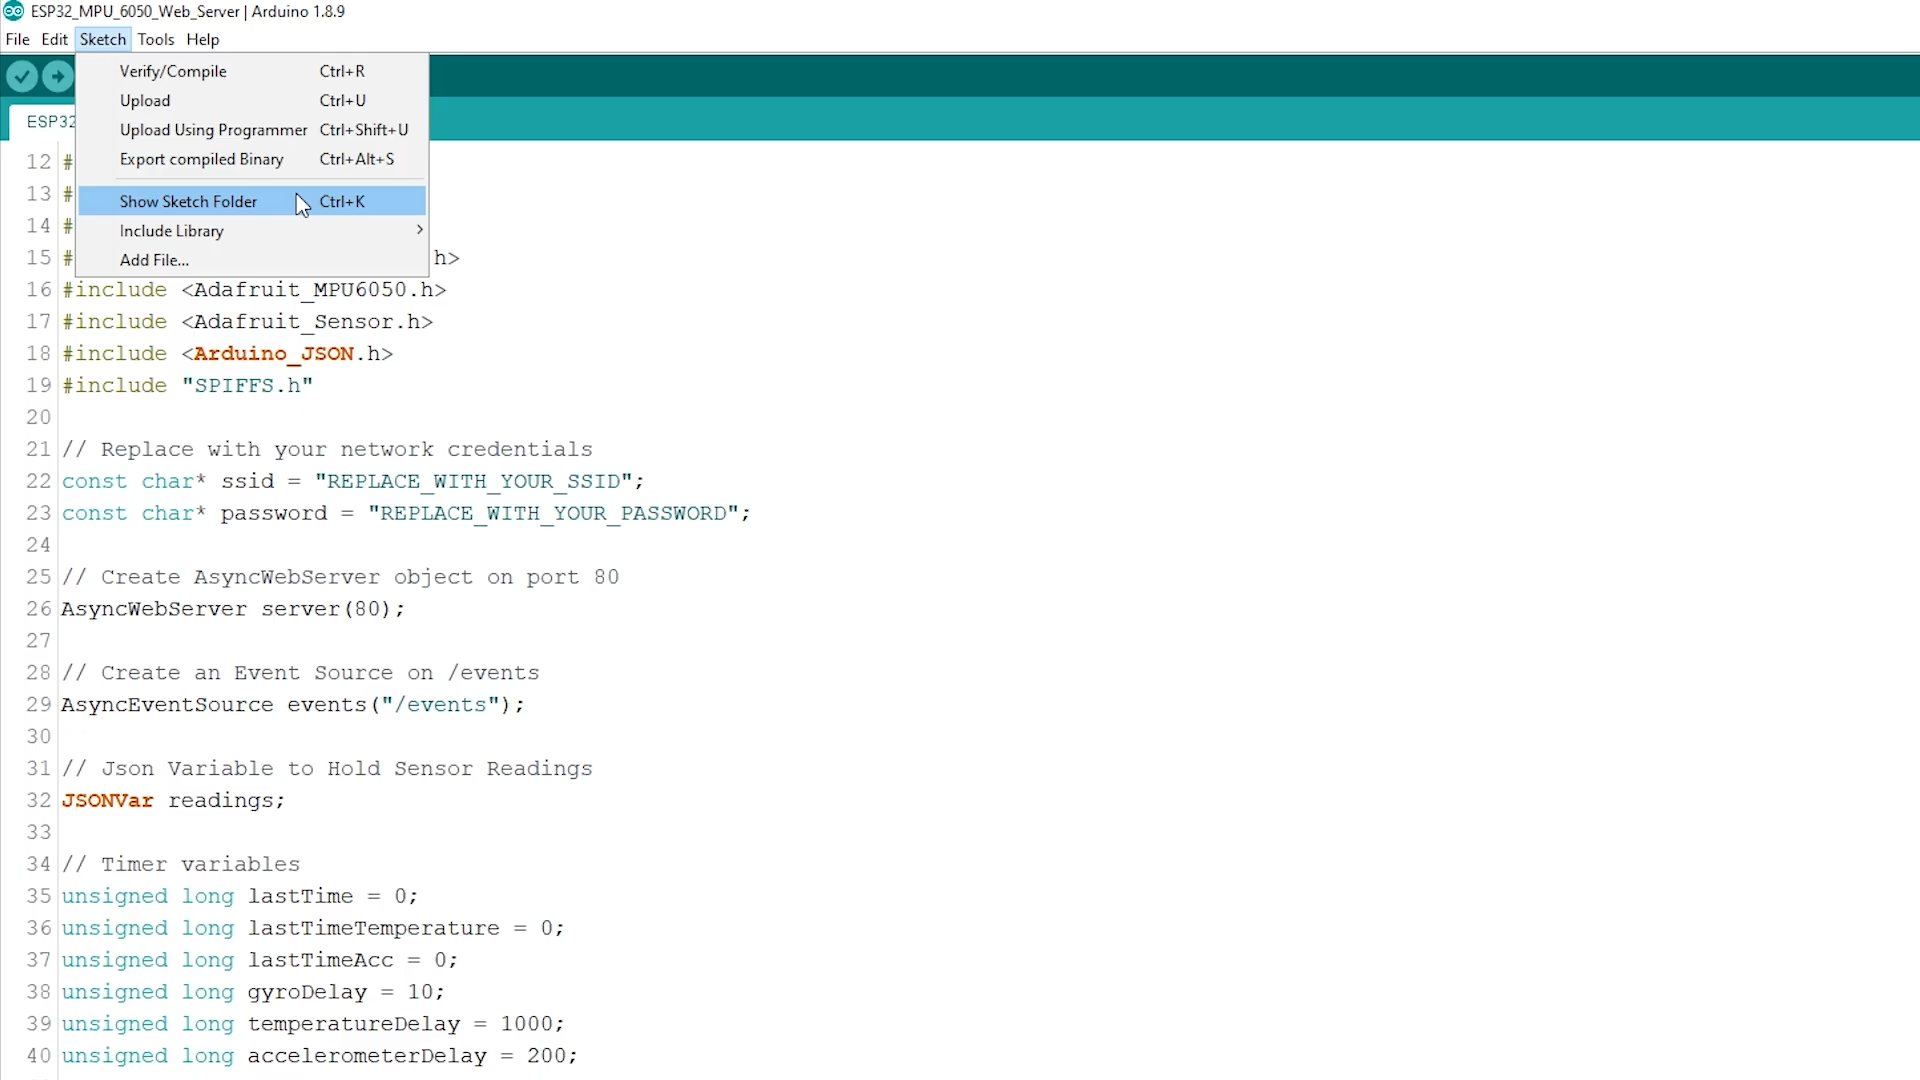 ESP32_MPU_6050_Web_Server | Arduino 1.8.9
File Edit Sketch Tools Help
Verify/Compile Ctrl+R
Upload Ctrl+U
Upload Using Programmer Ctrl+Shift+U
Export compiled Binary Ctrl+Alt+S
Show Sketch Folder Ctrl+K
Include Library >
Add File...
ESP32
12 #
13 #
14 #
15 # h>
16 #include <Adafruit_MPU6050.h>
17 #include <Adafruit_Sensor.h>
18 #include <Arduino_JSON.h>
19 #include "SPIFFS.h"
20
21 // Replace with your network credentials
22 const char* ssid = "REPLACE_WITH_YOUR_SSID";
23 const char* password = "REPLACE_WITH_YOUR_PASSWORD";
24
25 // Create AsyncWebServer object on port 80
26 AsyncWebServer server(80);
27
28 // Create an Event Source on /events
29 AsyncEventSource events("/events");
30
31 // Json Variable to Hold Sensor Readings
32 JSONVar readings;
33
34 // Timer variables
35 unsigned long lastTime = 0;
36 unsigned long lastTimeTemperature = 0;
37 unsigned long lastTimeAcc = 0;
38 unsigned long gyroDelay = 10;
39 unsigned long temperatureDelay = 1000;
40 unsigned long accelerometerDelay = 200;